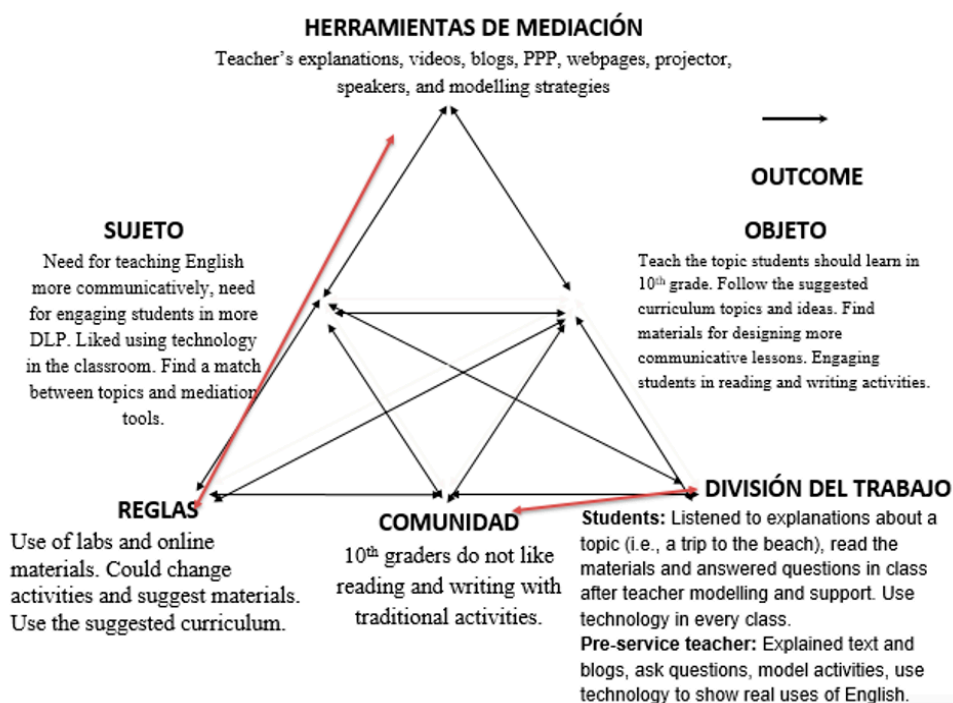 HERRAMIENTAS DE MEDIACIÓN
Teacher's explanations, videos, blogs, PPP, webpages, projector,
speakers, and modelling strategies
OUTCOME
SUJETO
Need for teaching English
more communicatively, need
for engaging students in more
DLP. Liked using technology
in the classroom. Find a match
between topics and mediation
tools.
OBJETO
Teach the topic students should learn in
10th grade. Follow the suggested
curriculum topics and ideas. Find
materials for designing more
communicative lessons. Engaging
students in reading and writing activities.
REGLAS
Use of labs and online
materials. Could change
activities and suggest materials.
Use the suggested curriculum.
COMUNIDAD
10th graders do not like
reading and writing with
traditional activities.
DIVISIÓN DEL TRABAJO
Students: Listened to explanations about a
topic (i.e., a trip to the beach), read the
materials and answered questions in class
after teacher modelling and support. Use
technology in every class.
Pre-service teacher: Explained text and
blogs, ask questions, model activities, use
technology to show real uses of English.